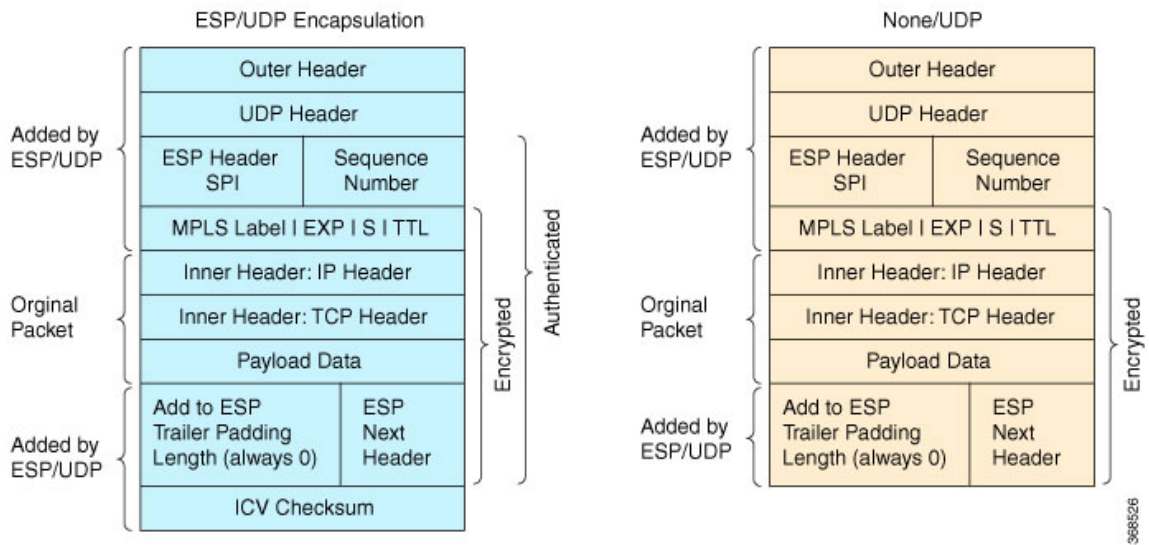 ESP/UDP Encapsulation
Added by
ESP/UDP
Orginal
Packet
Added by
ESP/UDP
Outer Header
UDP Header
ESP Header
SPI
Sequence
Number
MPLS Label | EXP | S | TTL
Inner Header: IP Header
Inner Header: TCP Header
Payload Data
Add to ESP
Trailer Padding
Length (always 0)
ESP
Next
Header
ICV Checksum
Encrypted
Authenticated
None/UDP
Added by
ESP/UDP
Orginal
Packet
Added by
ESP/UDP
Outer Header
UDP Header
ESP Header
SPI
Sequence
Number
MPLS Label | EXP | S | TTL
Inner Header: IP Header
Inner Header: TCP Header
Payload Data
Add to ESP
Trailer Padding
Length (always 0)
ESP
Next
Header
Encrypted
368526